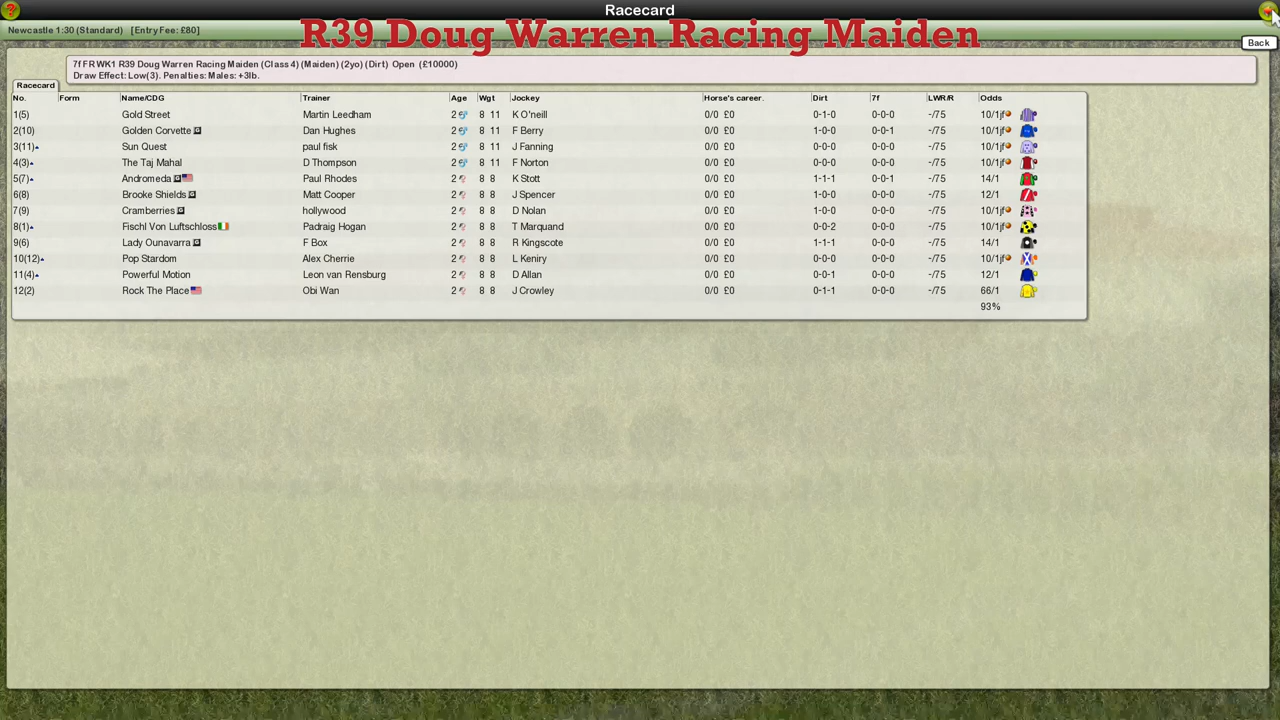 Racecard
Newcastle 1:30 (Standard) [Entry Fee: £80]
R39 Doug Warren Racing Maiden
Back
7f FR WK1 R39 Doug Warren Racing Maiden (Class 4) (Maiden) (2yo) (Dirt) Open (£10000)
Draw Effect: Low(3). Penalties: Males: +3lb.
Racecard
No. Form Name/CDG Trainer Age Wgt Jockey Horse's career. Dirt 7f LWR/R Odds
1(5) Gold Street Martin Leedham 2 8 11 K O'neill 0/0 £0 0-1-0 0-0-0 -/75 10/1jf
2(10) Golden Corvette Dan Hughes 2 8 11 F Berry 0/0 £0 1-0-0 0-0-1 -/75 10/1jf
3(11) Sun Quest paul fisk 2 8 11 J Fanning 0/0 £0 0-0-0 0-0-0 -/75 10/1jf
4(3) The Taj Mahal D Thompson 2 8 11 F Norton 0/0 £0 0-0-0 0-0-0 -/75 10/1jf
5(7) Andromeda Paul Rhodes 2 8 8 K Stott 0/0 £0 1-1-1 0-0-1 -/75 14/1
6(8) Brooke Shields Matt Cooper 2 8 8 J Spencer 0/0 £0 1-0-0 0-0-0 -/75 12/1
7(9) Cramberries hollywood 2 8 8 D Nolan 0/0 £0 1-0-0 0-0-0 -/75 10/1jf
8(1) Fischl Von Luftschloss Padraig Hogan 2 8 8 T Marquand 0/0 £0 0-0-2 0-0-0 -/75 10/1jf
9(6) Lady Ounavarra F Box 2 8 8 R Kingscote 0/0 £0 1-1-1 0-0-0 -/75 14/1
10(12) Pop Stardom Alex Cherrie 2 8 8 L Keniry 0/0 £0 0-0-0 0-0-0 -/75 10/1jf
11(4) Powerful Motion Leon van Rensburg 2 8 8 D Allan 0/0 £0 0-0-1 0-0-0 -/75 12/1
12(2) Rock The Place Obi Wan 2 8 8 J Crowley 0/0 £0 0-1-1 0-0-0 -/75 66/1
93%